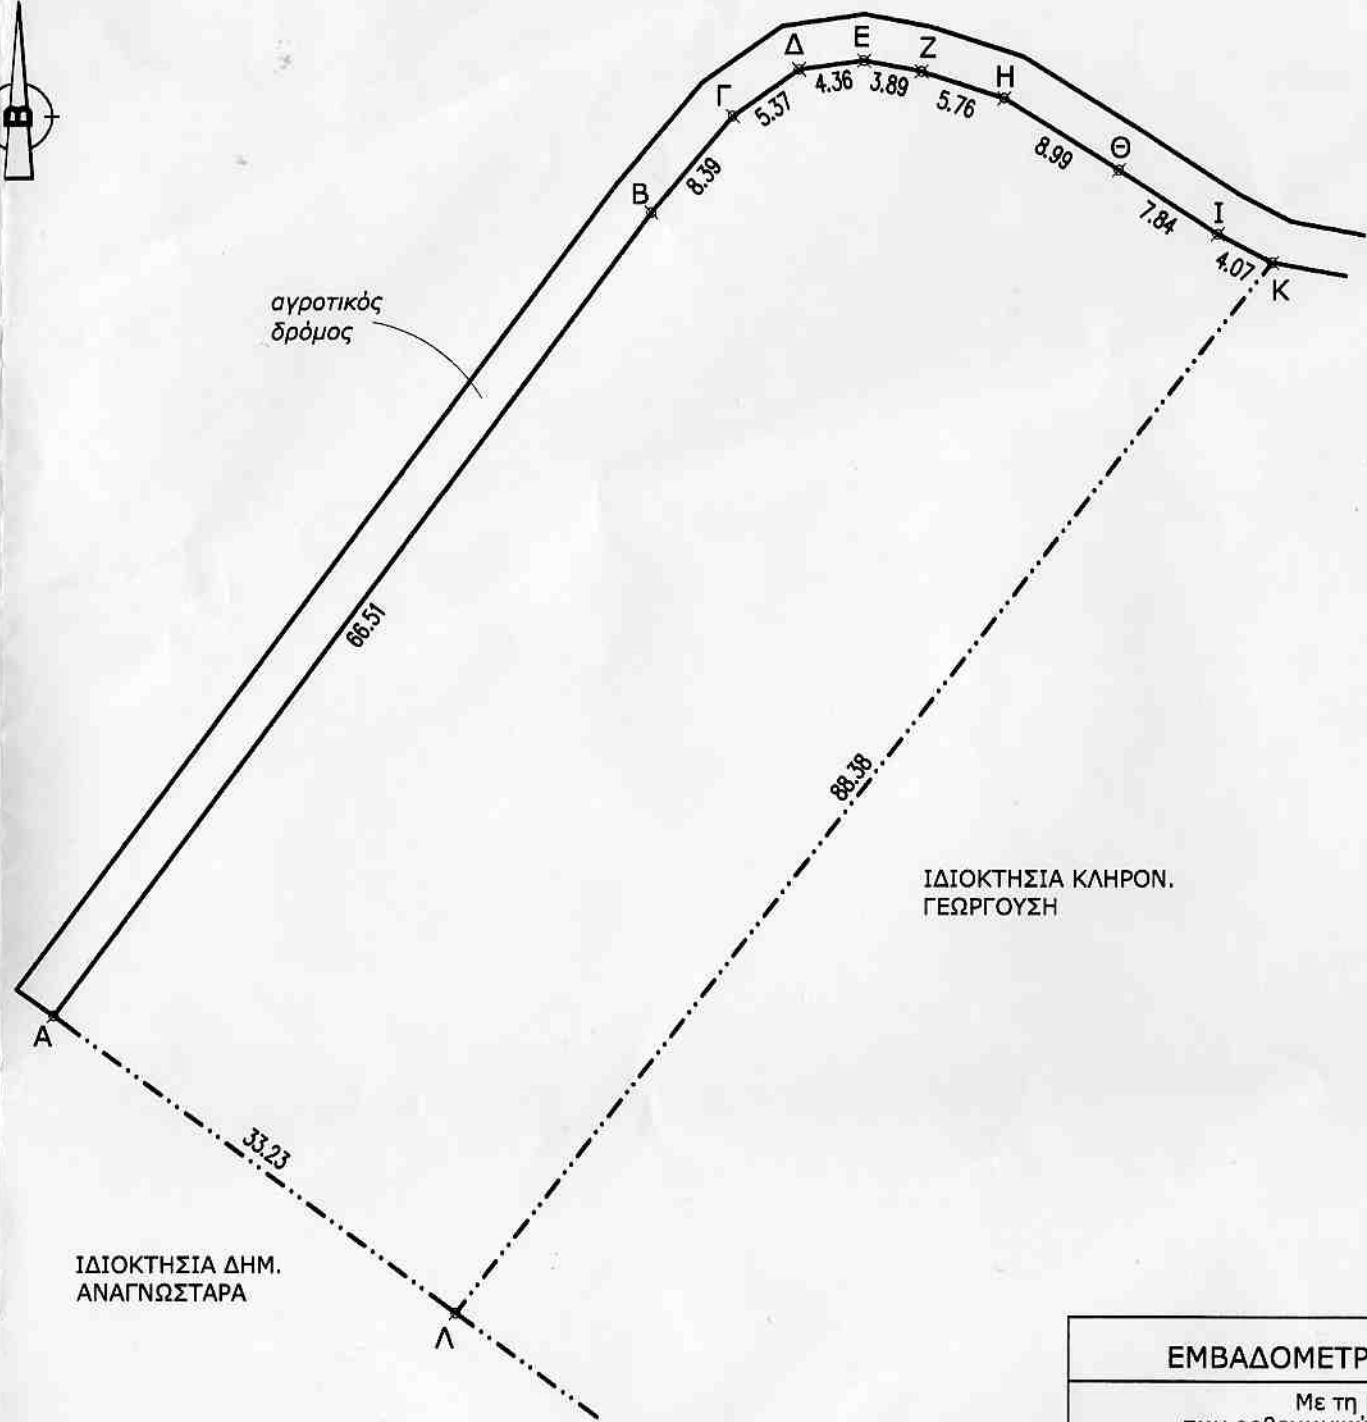 Β
Δ
Ε
Ζ
Η
Γ
4.36
3.89
5.37
5.76
Θ
8.99
Β
8.39
7.84
Ι
4.07
Κ
αγροτικός
δρόμος
66.51
88.38
ΙΔΙΟΚΤΗΣΙΑ ΚΛΗΡΟΝ.
ΓΕΩΡΓΟΥΣΗ
Α
33.23
ΙΔΙΟΚΤΗΣΙΑ ΔΗΜ.
ΑΝΑΓΝΩΣΤΑΡΑ
Λ
ΕΜΒΑΔΟΜΕΤΡ
Με τη